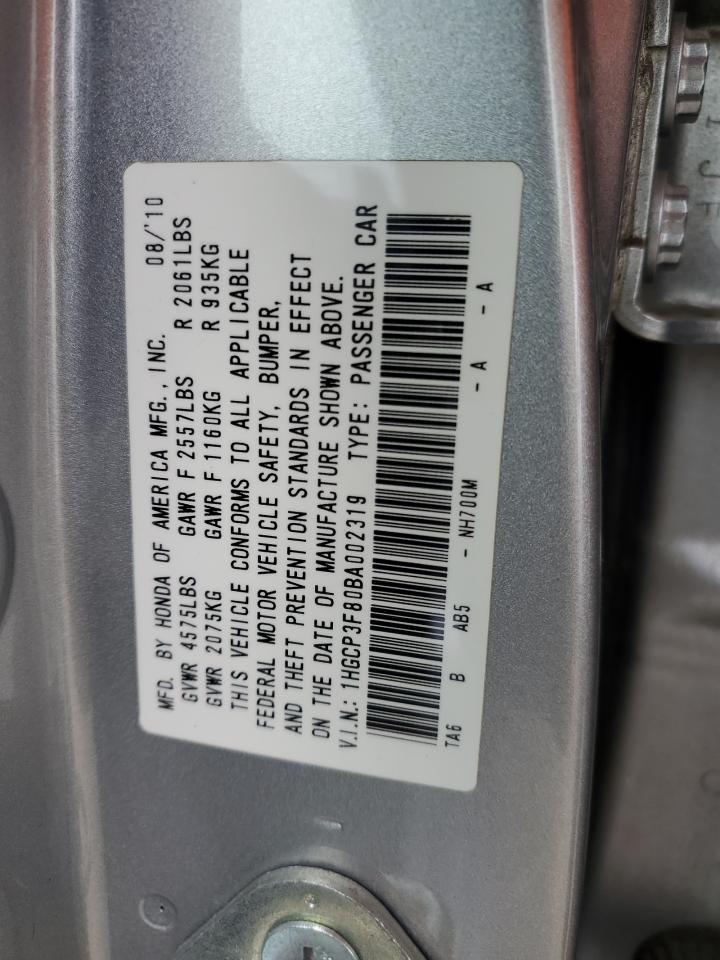 MFD. BY HONDA OF AMERICA MFG., INC. 08/'10
GVWR 4575LBS GAWR F 2557LBS R 2061LBS
GVWR 2075KG GAWR F 1160KG R 935KG
THIS VEHICLE CONFORMS TO ALL APPLICABLE
FEDERAL MOTOR VEHICLE SAFETY, BUMPER,
AND THEFT PREVENTION STANDARDS IN EFFECT
ON THE DATE OF MANUFACTURE SHOWN ABOVE.
V.I.N.: 1HGCP3F80BA002319 TYPE: PASSENGER CAR
TA6 B AB5 - NH700M - A - A